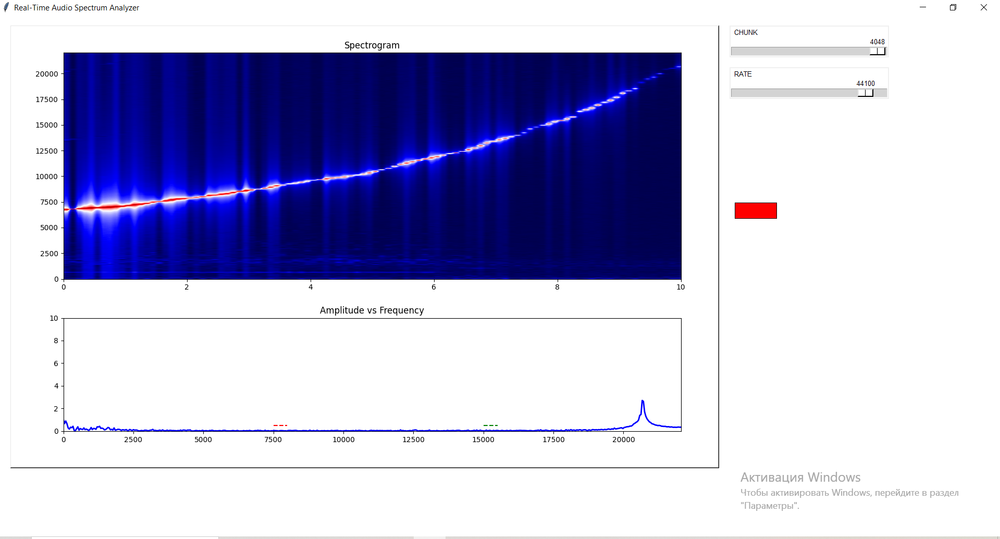 Real-Time Audio Spectrum Analyzer
Spectrogram
20000
17500
15000
12500
10000
7500
5000
2500
0
0 2 4 6 8 10
Amplitude vs Frequency
10
8
6
4
2
0
0 2500 5000 7500 10000 12500 15000 17500 20000
CHUNK
4048
RATE
44100
Активация Windows
Чтобы активировать Windows, перейдите в раздел
"Параметры".